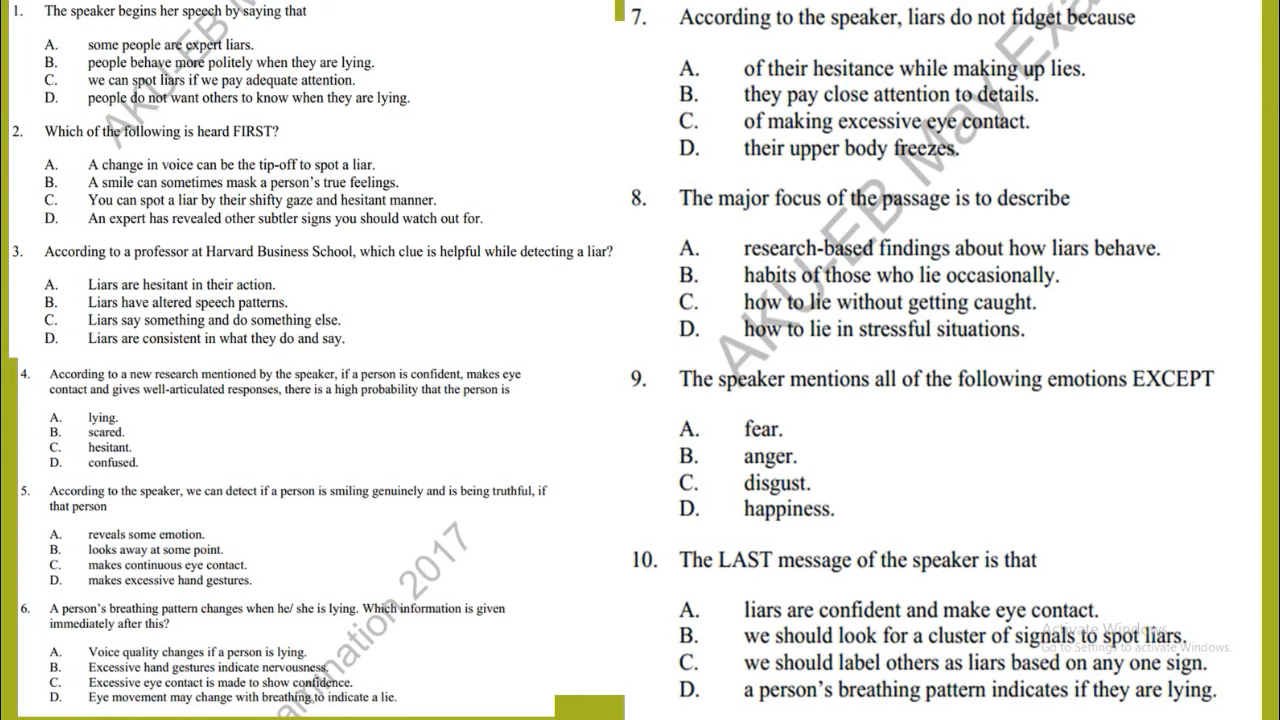 1. The speaker begins her speech by saying that
A. some people are expert liars.
B. people behave more politely when they are lying.
C. we can spot liars if we pay adequate attention.
D. people do not want others to know when they are lying.
2. Which of the following is heard FIRST?
A. A change in voice can be the tip-off to spot a liar.
B. A smile can sometimes mask a person's true feelings.
C. You can spot a liar by their shifty gaze and hesitant manner.
D. An expert has revealed other subtler signs you should watch out for.
3. According to a professor at Harvard Business School, which clue is helpful while detecting a liar?
A. Liars are hesitant in their action.
B. Liars have altered speech patterns.
C. Liars say something and do something else.
D. Liars are consistent in what they do and say.
4. According to a new research mentioned by the speaker, if a person is confident, makes eye
contact and gives well-articulated responses, there is a high probability that the person is
A. lying.
B. scared.
C. hesitant.
D. confused.
5. According to the speaker, we can detect if a person is smiling genuinely and is being truthful, if
that person
A. reveals some emotion.
B. looks away at some point.
C. makes continuous eye contact.
D. makes excessive hand gestures.
6. A person's breathing pattern changes when he/ she is lying. Which information is given
immediately after this?
A. Voice quality changes if a person is lying.
B. Excessive hand gestures indicate nervousness.
C. Excessive eye contact is made to show confidence.
D. Eye movement may change with breathing to indicate a lie.
7. According to the speaker, liars do not fidget because
A. of their hesitance while making up lies.
B. they pay close attention to details.
C. of making excessive eye contact.
D. their upper body freezes.
8. The major focus of the passage is to describe
A. research-based findings about how liars behave.
B. habits of those who lie occasionally.
C. how to lie without getting caught.
D. how to lie in stressful situations.
9. The speaker mentions all of the following emotions EXCEPT
A. fear.
B. anger.
C. disgust.
D. happiness.
10. The LAST message of the speaker is that
A. liars are confident and make eye contact.
B. we should look for a cluster of signals to spot liars.
C. we should label others as liars based on any one sign.
D. a person's breathing pattern indicates if they are lying.
AKU-EB
AKU-EB May Exa
mination 2017
Activate Windows
Go to Settings to activate Windows.